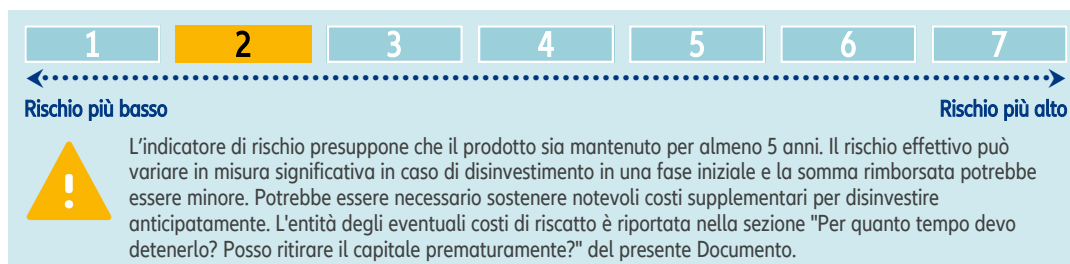 1 2 3 4 5 6 7
Rischio più basso Rischio più alto
L'indicatore di rischio presuppone che il prodotto sia mantenuto per almeno 5 anni. Il rischio effettivo può
variare in misura significativa in caso di disinvestimento in una fase iniziale e la somma rimborsata potrebbe
essere minore. Potrebbe essere necessario sostenere notevoli costi supplementari per disinvestire
anticipatamente. L'entità degli eventuali costi di riscatto è riportata nella sezione "Per quanto tempo devo
detenerlo? Posso ritirare il capitale prematuramente?" del presente Documento.